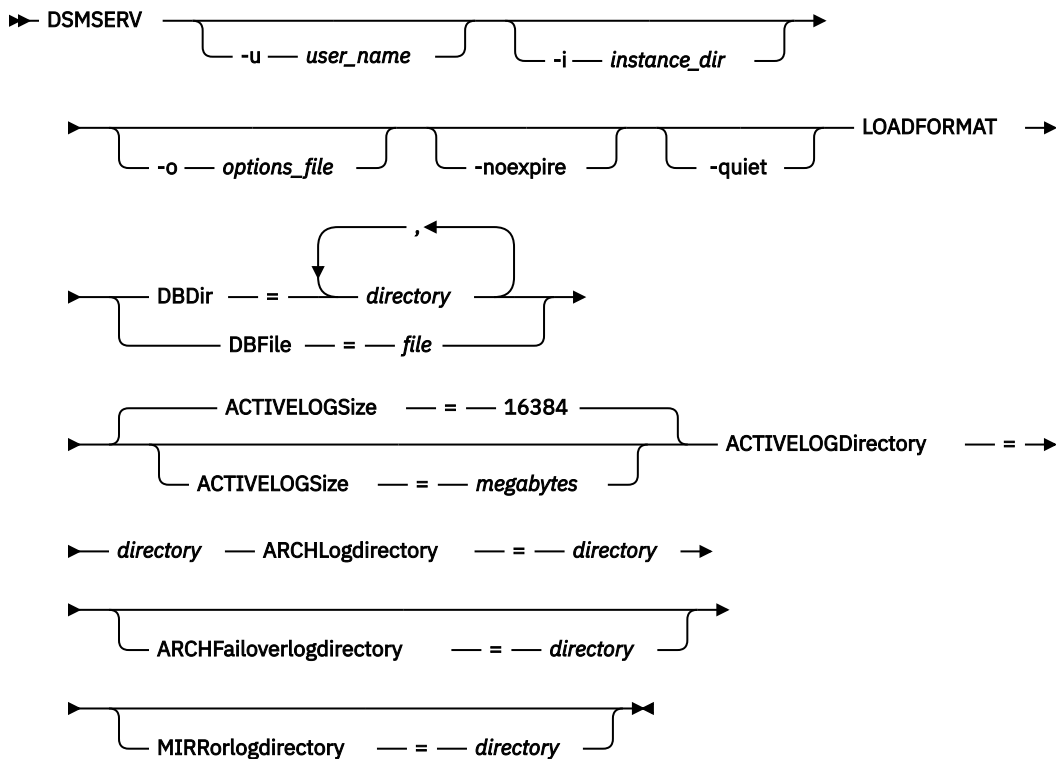 DSMSERV
-u user_name -i instance_dir
LOADFORMAT
-o options_file -noexpire -quiet
,
DBDir = directory
DBFile = file
ACTIVELOGSize = 16384
ACTIVELOGDirectory =
ACTIVELOGSize = megabytes
directory ARCHLogdirectory = directory
ARCHFailoverlogdirectory = directory
MIRRorlogdirectory = directory